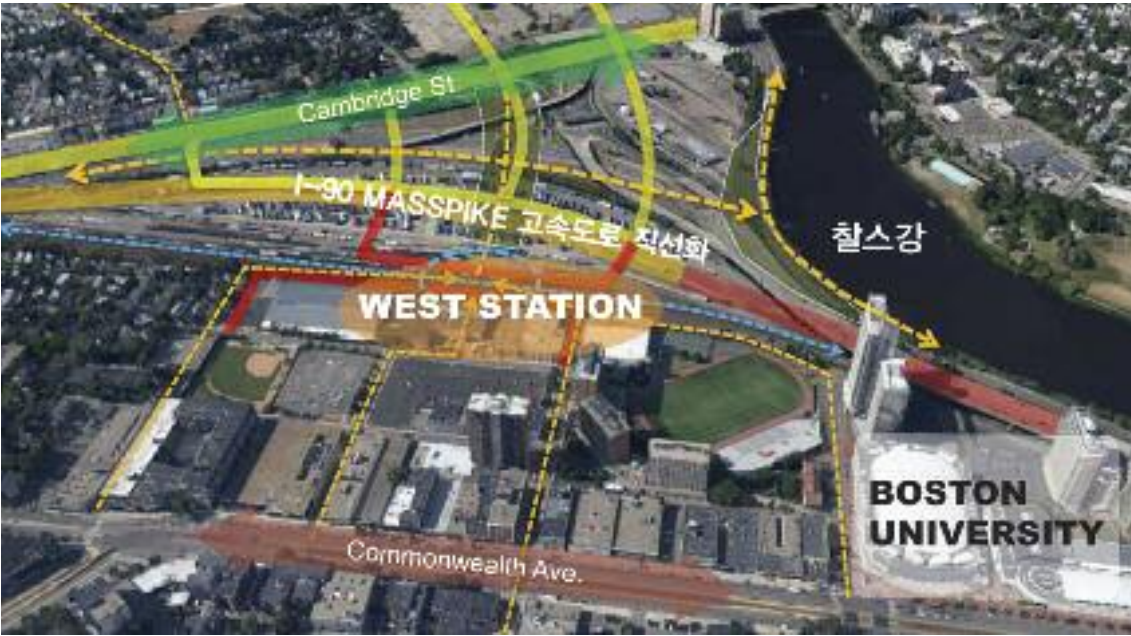 Cambridge St
I-90 MASSPIKE 고속도로 직선화
찰스강
WEST STATION
BOSTON
UNIVERSITY
Commonwealth Ave.